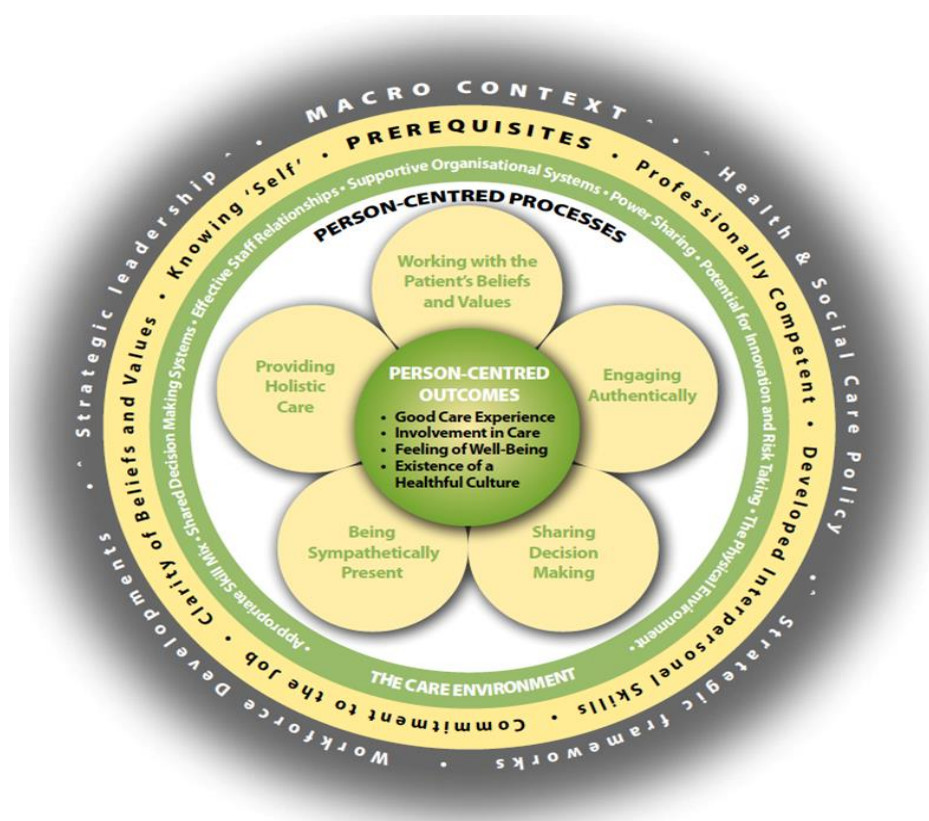 MACRO CONTEXT
Health & Social Care Policy
Strategic frameworks
Workforce Developments
Strategic leadership
PREREQUISITES • Professionally Competent • Developed Interpersonel Skills • Commitment to the Job • Clarity of Beliefs and Values • Knowing ‘Self’ •
THE CARE ENVIRONMENT
• Appropriate Skill Mix • Shared Decision Making Systems • Effective Staff Relationships • Supportive Organisational Systems • Power Sharing • Potential for Innovation and Risk Taking • The Physical Environment •
PERSON-CENTRED PROCESSES
Working with the
Patient’s Beliefs
and Values
Engaging
Authentically
Sharing
Decision
Making
Being
Sympathetically
Present
Providing
Holistic
Care
PERSON-CENTRED
OUTCOMES
• Good Care Experience
• Involvement in Care
• Feeling of Well-Being
• Existence of a
Healthful Culture